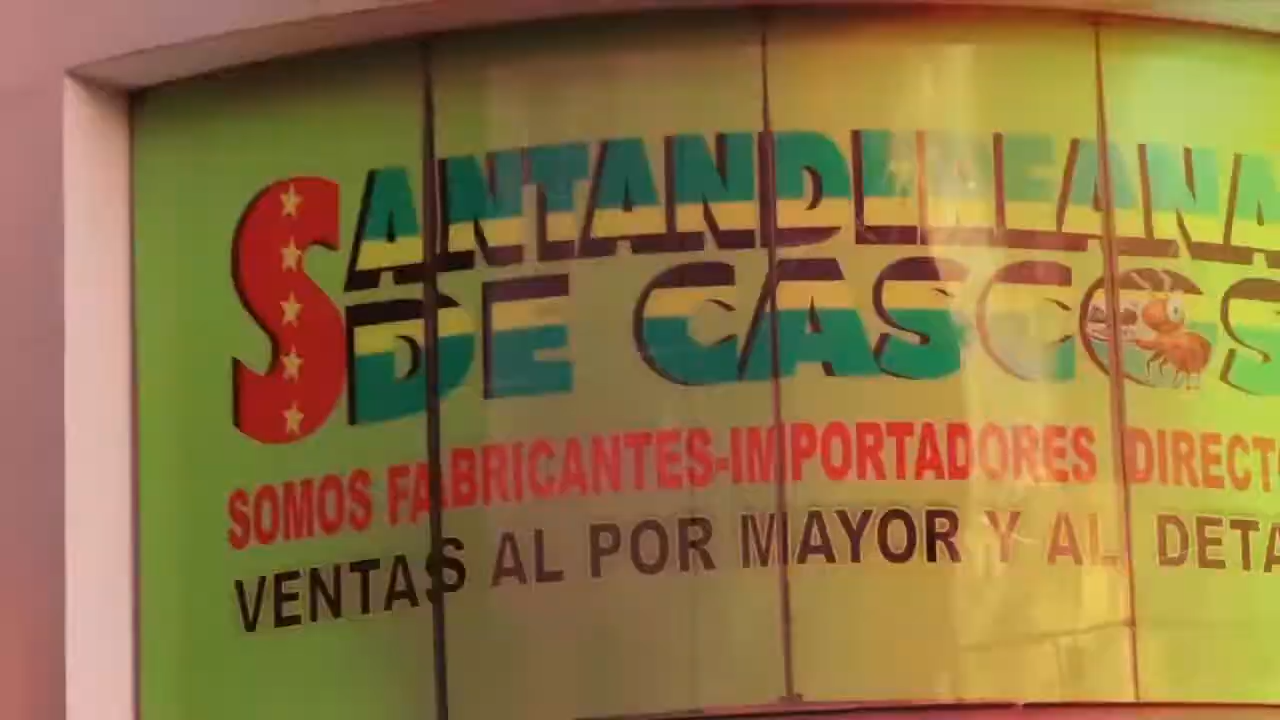 SANTANDEREANA
DE CASCOS
SOMOS FABRICANTES-IMPORTADORES DIRECTO
VENTAS AL POR MAYOR Y AL DETA